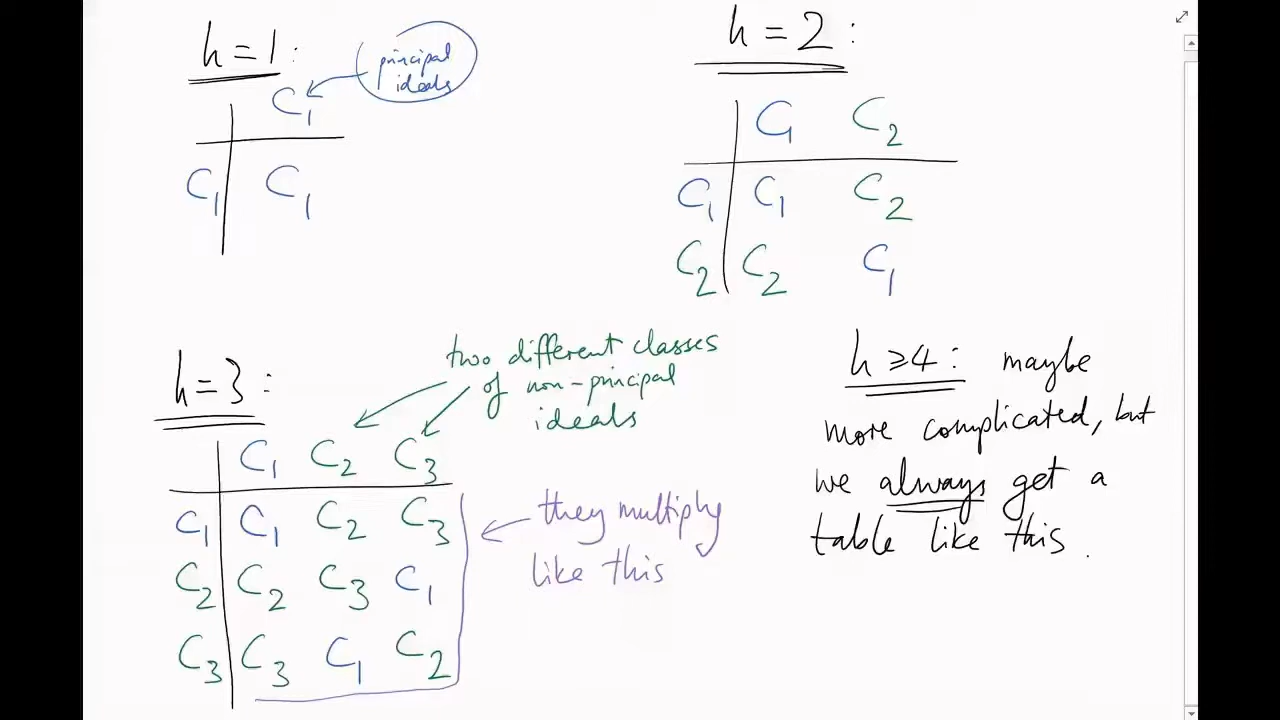 h = 1 :
principal
ideals
C₁
C₁ C₁
h = 2 :
C₁ C₂
C₁ C₁ C₂
C₂ C₂ C₁
h = 3 :
two different classes
of non-principal
ideals
C₁ C₂ C₃
C₁ C₁ C₂ C₃
C₂ C₂ C₃ C₁
C₃ C₃ C₁ C₂
they multiply
like this
h ≥ 4 : maybe
more complicated, but
we always get a
table like this .